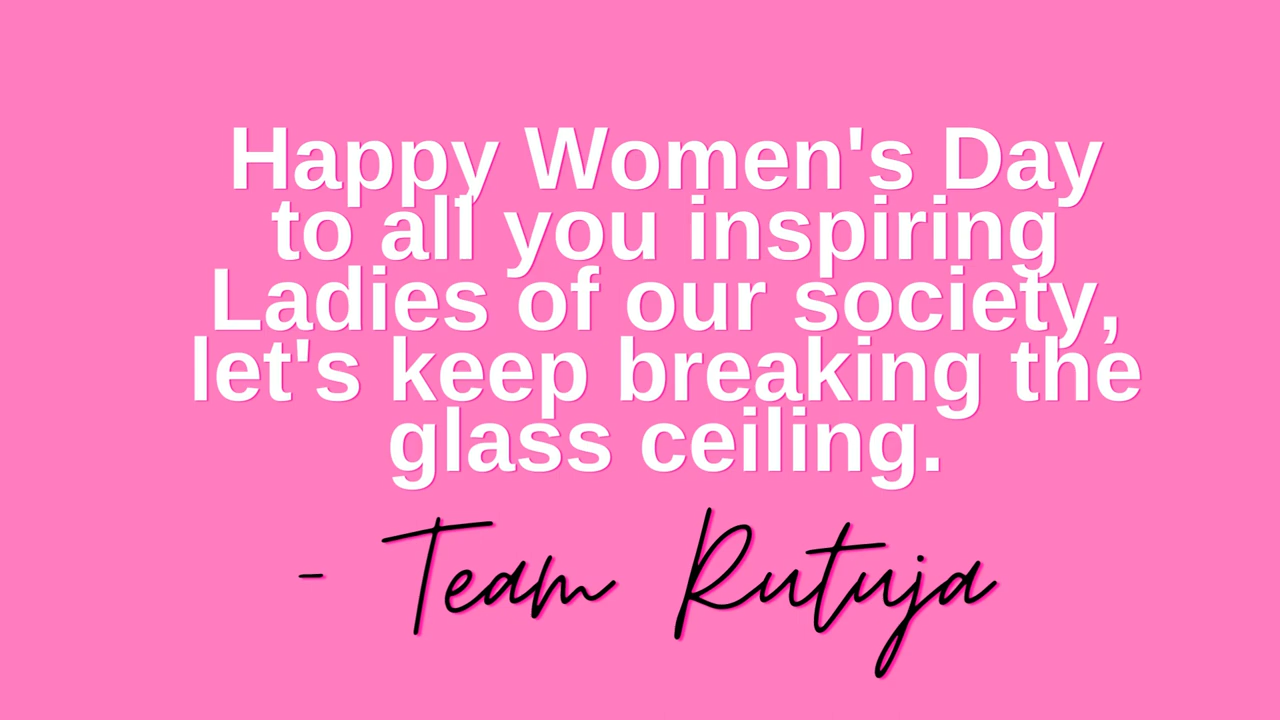 Happy Women's Day
to all you inspiring
Ladies of our society,
let's keep breaking the
glass ceiling.
- Team Rutuja